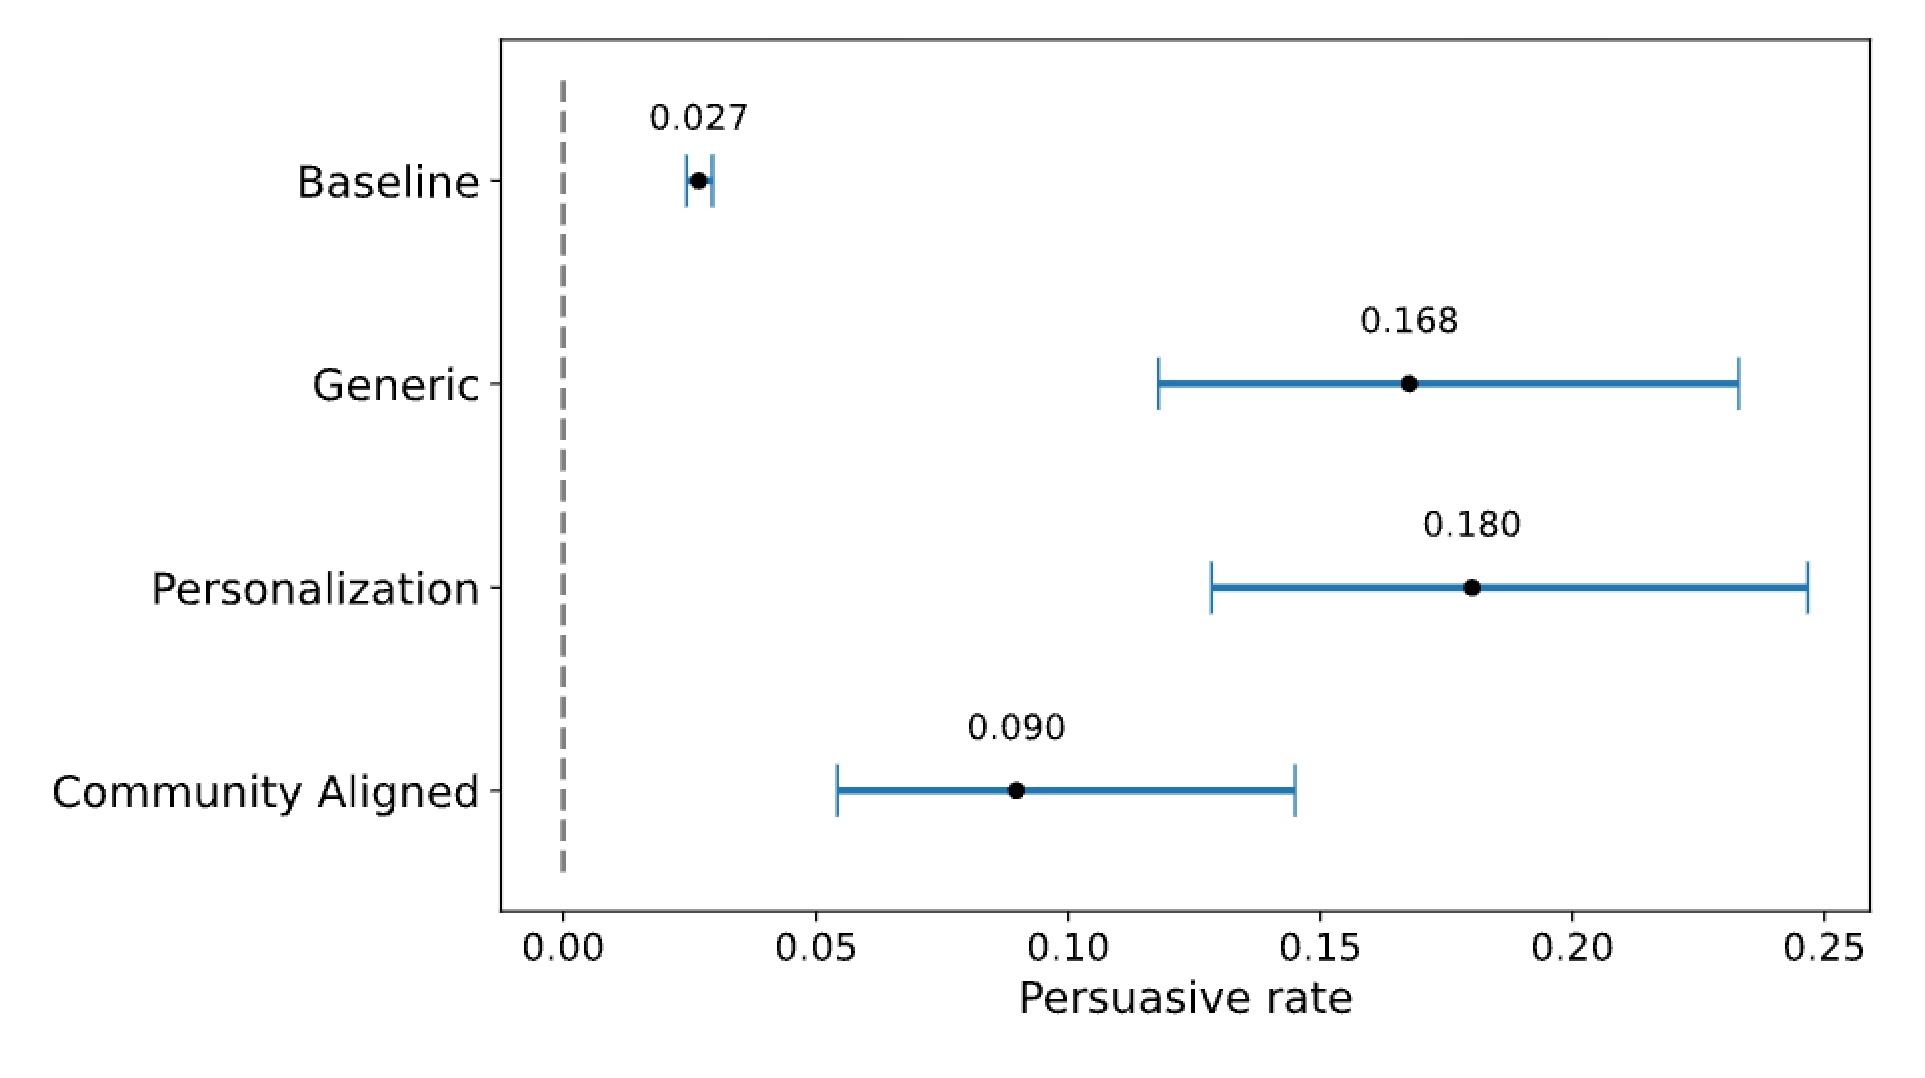 0.027
Baseline
0.168
Generic
0.180
Personalization
0.090
Community Aligned
0.00 0.05 0.10 0.15 0.20 0.25
Persuasive rate